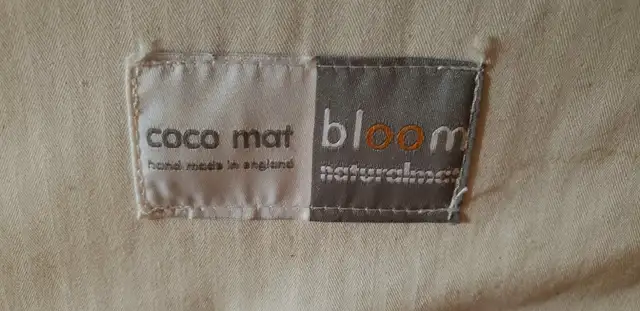 coco mat
hand made in england
bloom
naturalmat